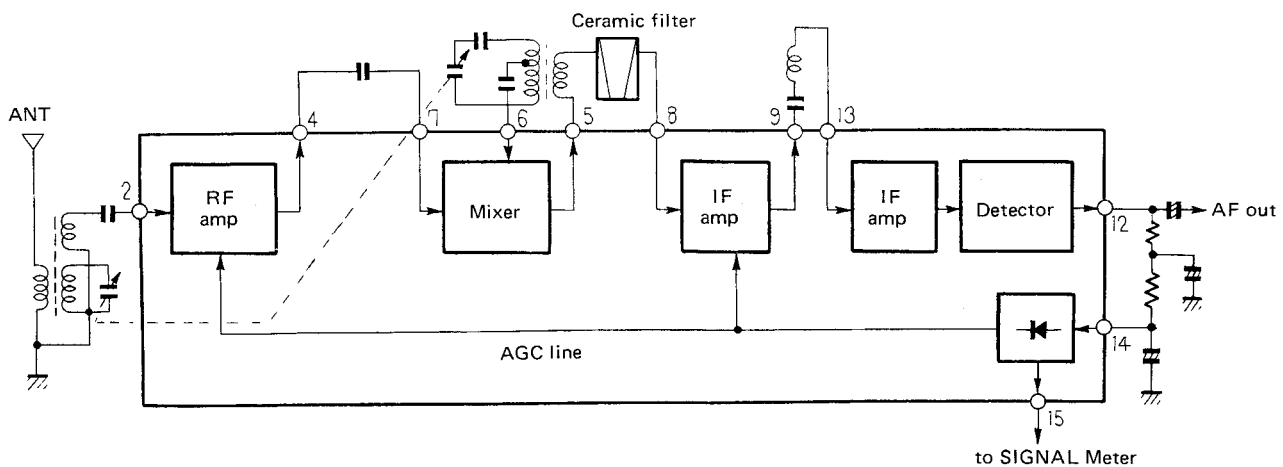 Ceramic filter
ANT
4
7
6
5
8
9
13
2
RF
amp
Mixer
IF
amp
IF
amp
Detector
12
AF out
AGC line
14
15
to SIGNAL Meter